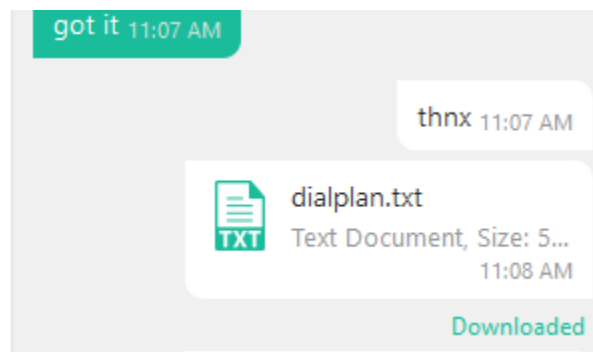 got it 11:07 AM
thnx 11:07 AM
dialplan.txt
TXT
Text Document, Size: 5...
11:08 AM
Downloaded